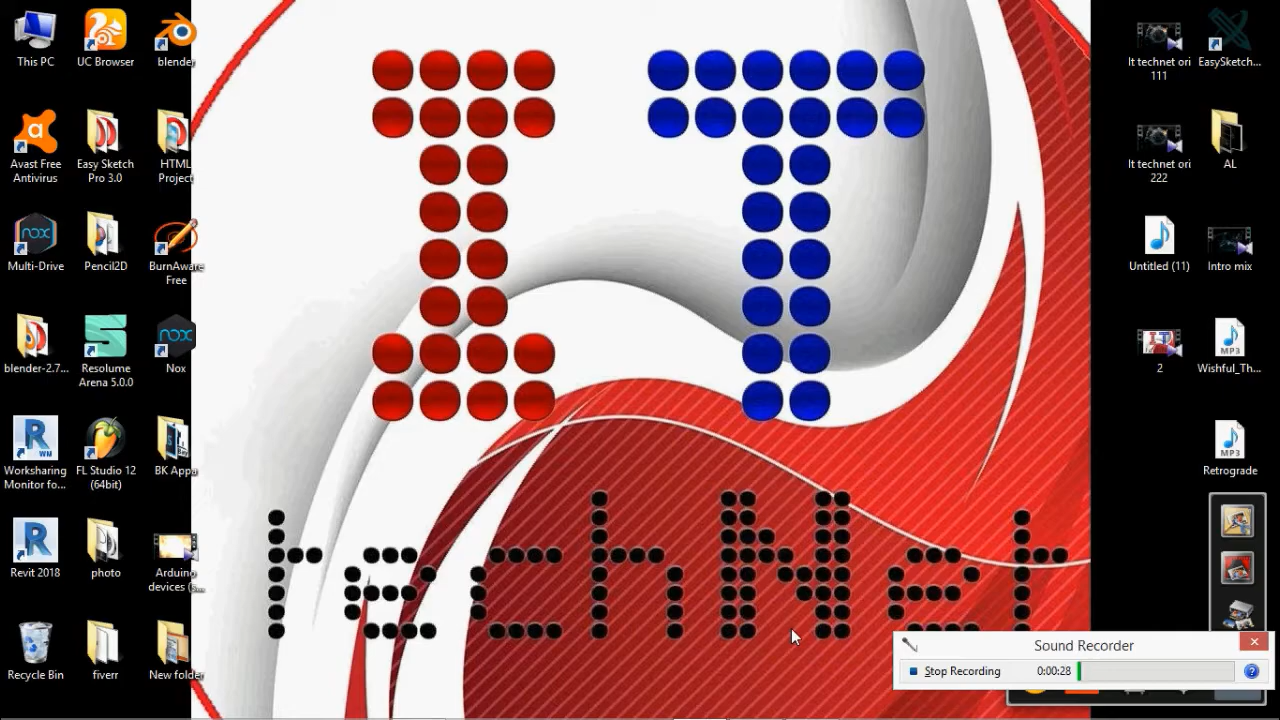 This PC
UC Browser
blender
Avast Free
Antivirus
Easy Sketch
Pro 3.0
HTML
Project
Multi-Drive
Pencil2D
BurnAware
Free
blender-2.7...
Resolume
Arena 5.0.0
Nox
Worksharing
Monitor fo...
FL Studio 12
(64bit)
BK Appa
Revit 2018
photo
Arduino
devices (s...
Recycle Bin
fiverr
New folder
IT
techNet
It technet ori
111
EasySketch...
It technet ori
222
AL
Untitled (11)
Intro mix
2
Wishful_Th...
Retrograde
Sound Recorder
Stop Recording
0:00:28